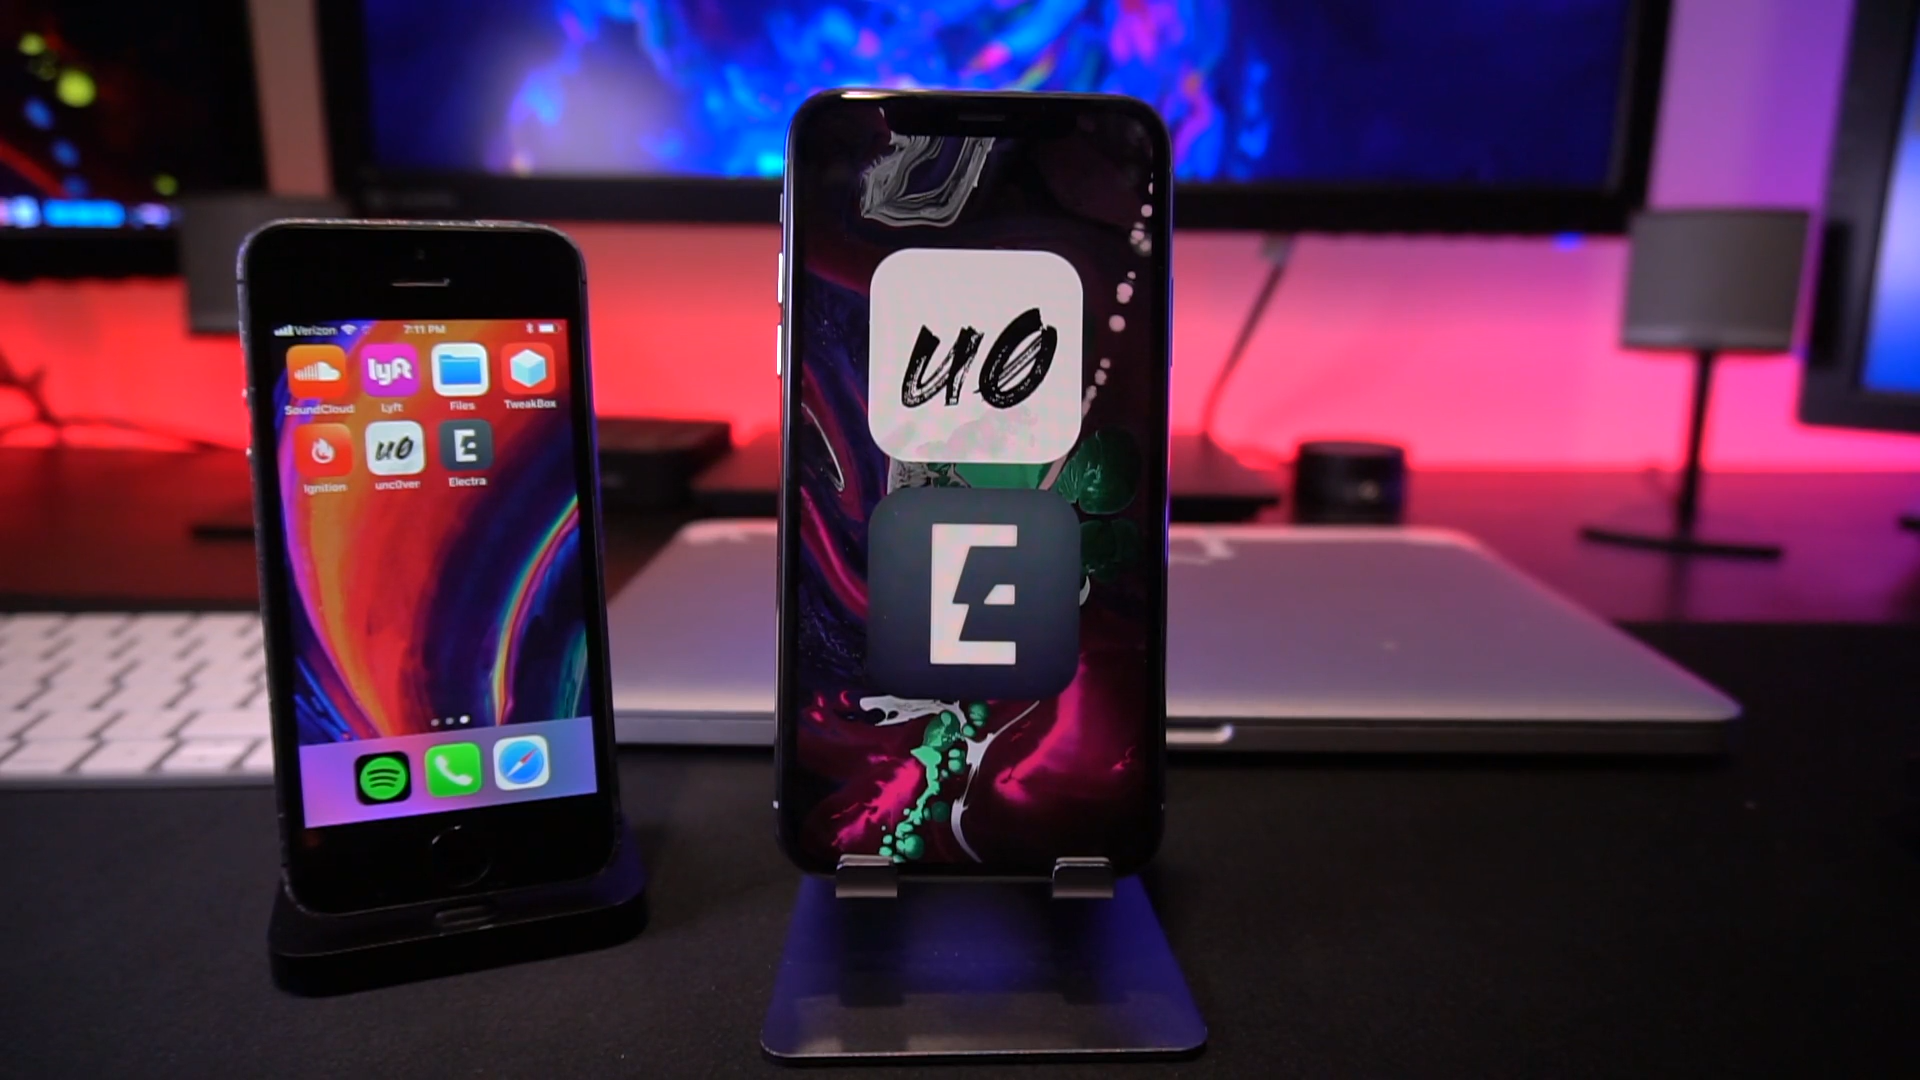 Verizon 7:11 PM
lyft
SoundCloud Lyft Files TweakBox
u0 E
Ignition unc0ver Electra
u0
E